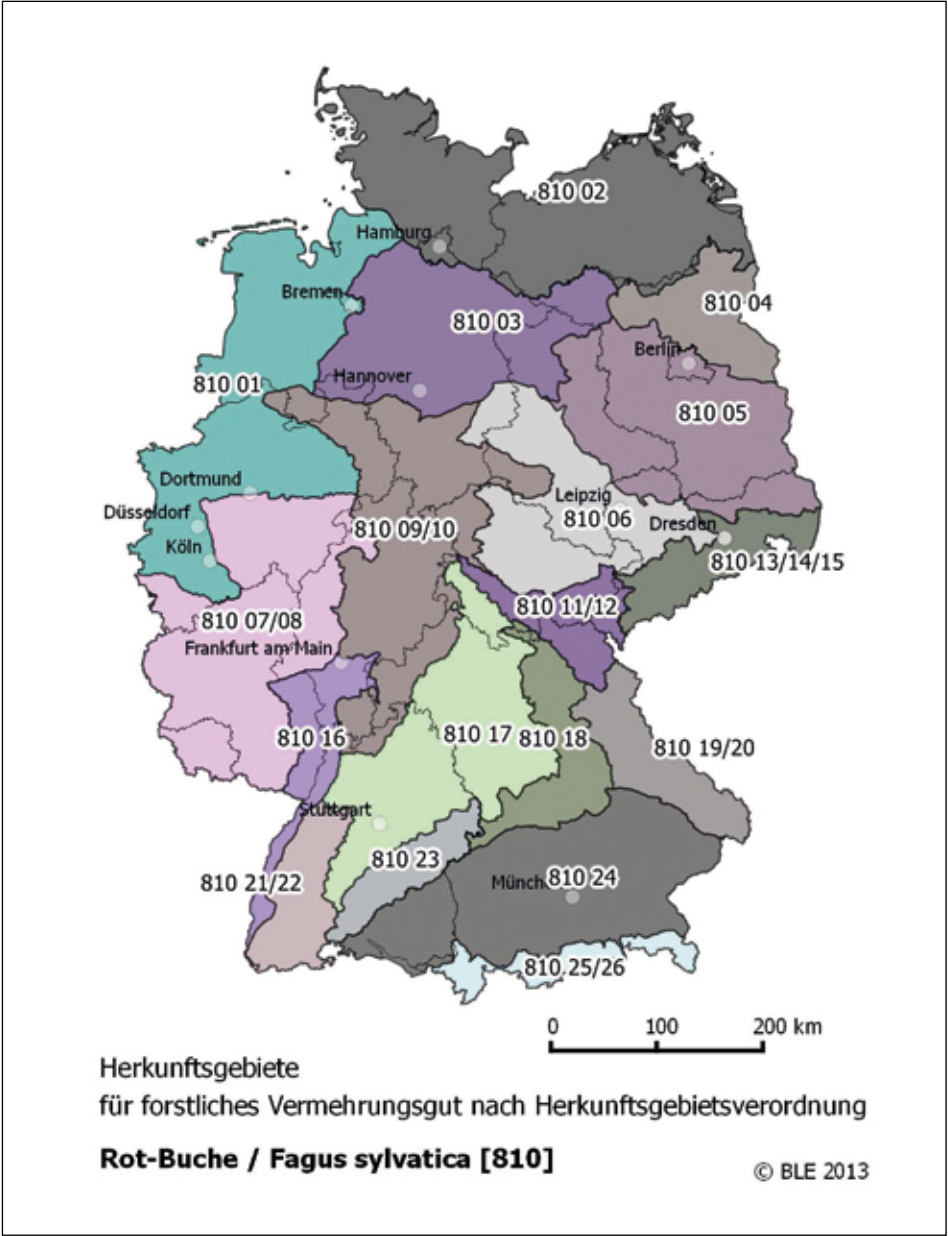 810 02
Hamburg
Bremen
810 04
810 03
Berlin
Hannover
810 01
810 05
Dortmund
Leipzig
Düsseldorf
810 06
Dresden
810 09/10
Köln
810 13/14/15
810 11/12
810 07/08
Frankfurt am Main
810 16
810 17
810 18
810 19/20
Stuttgart
810 23
810 21/22
Münch
810 24
810 25/26
0 100 200 km
Herkunftsgebiete
für forstliches Vermehrungsgut nach Herkunftsgebietsverordnung
Rot-Buche / Fagus sylvatica [810]
© BLE 2013